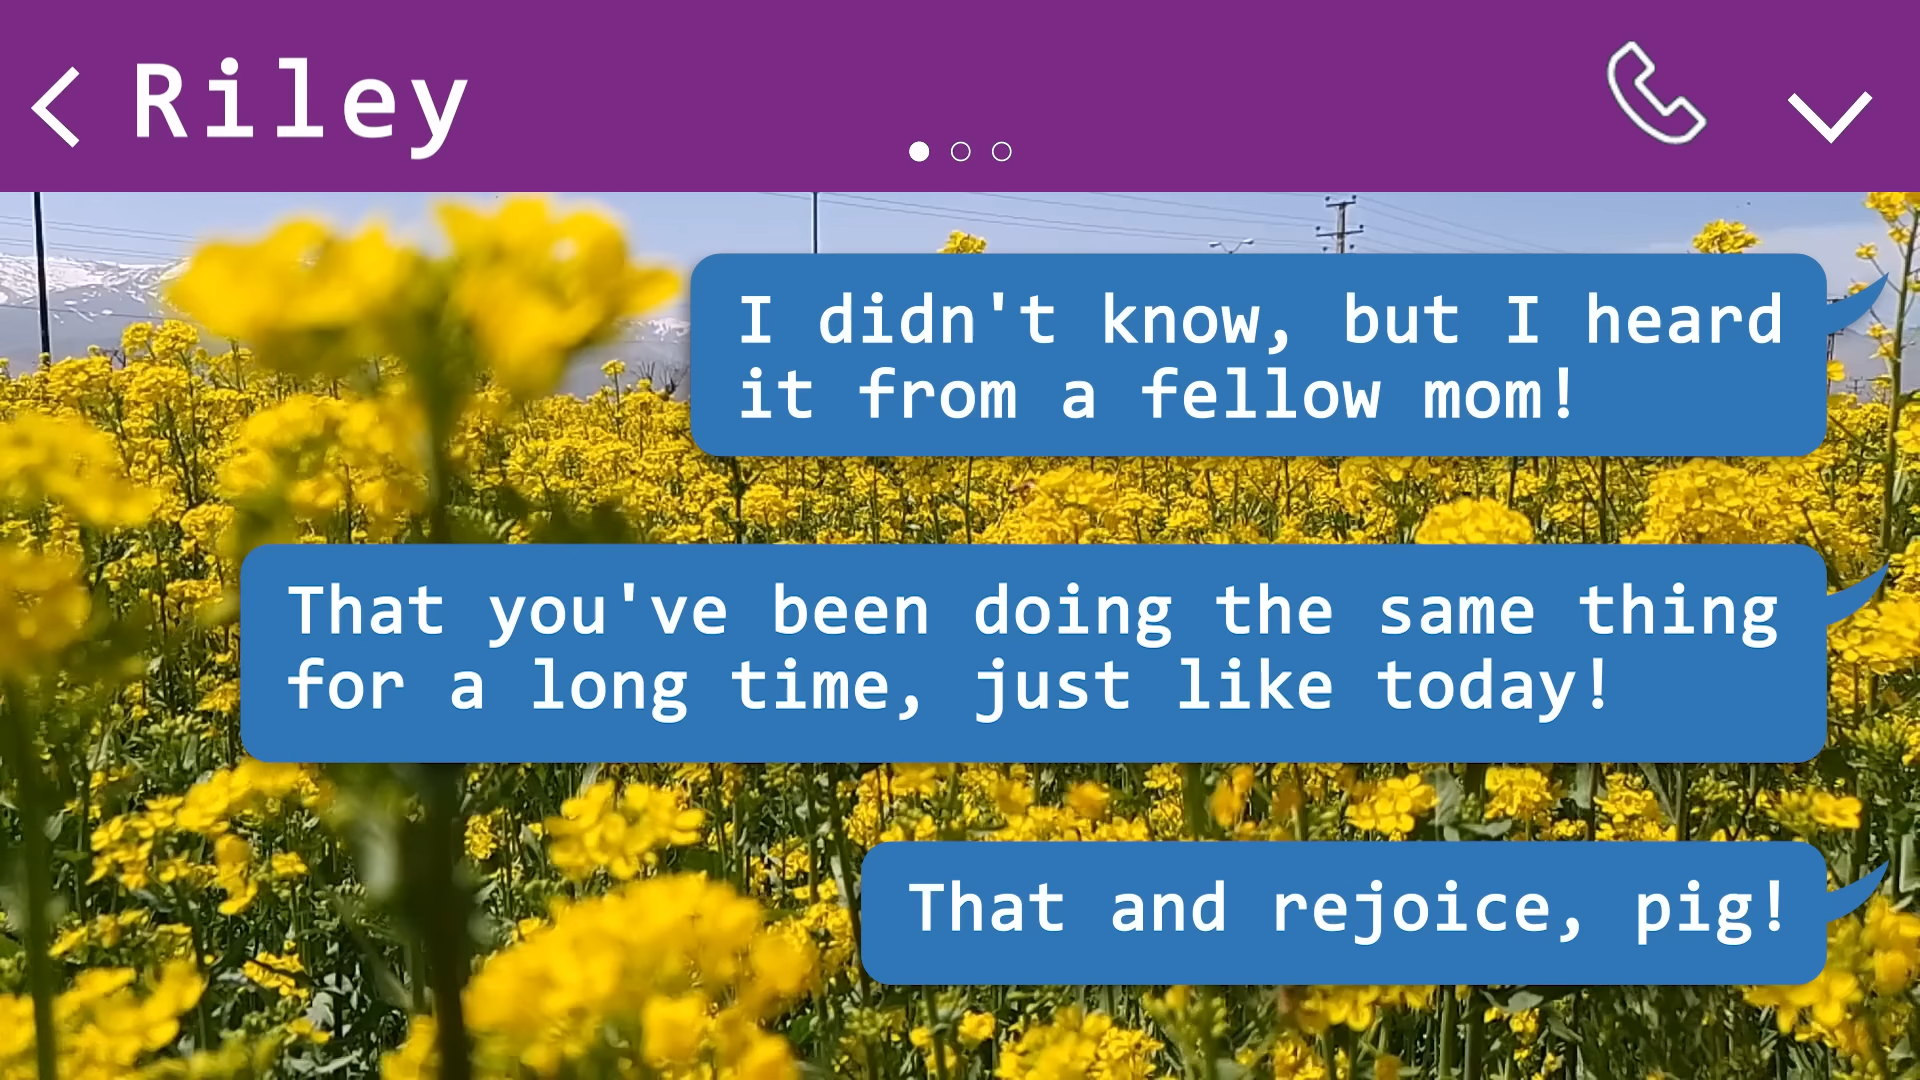 Riley
I didn't know, but I heard
it from a fellow mom!
That you've been doing the same thing
for a long time, just like today!
That and rejoice, pig!